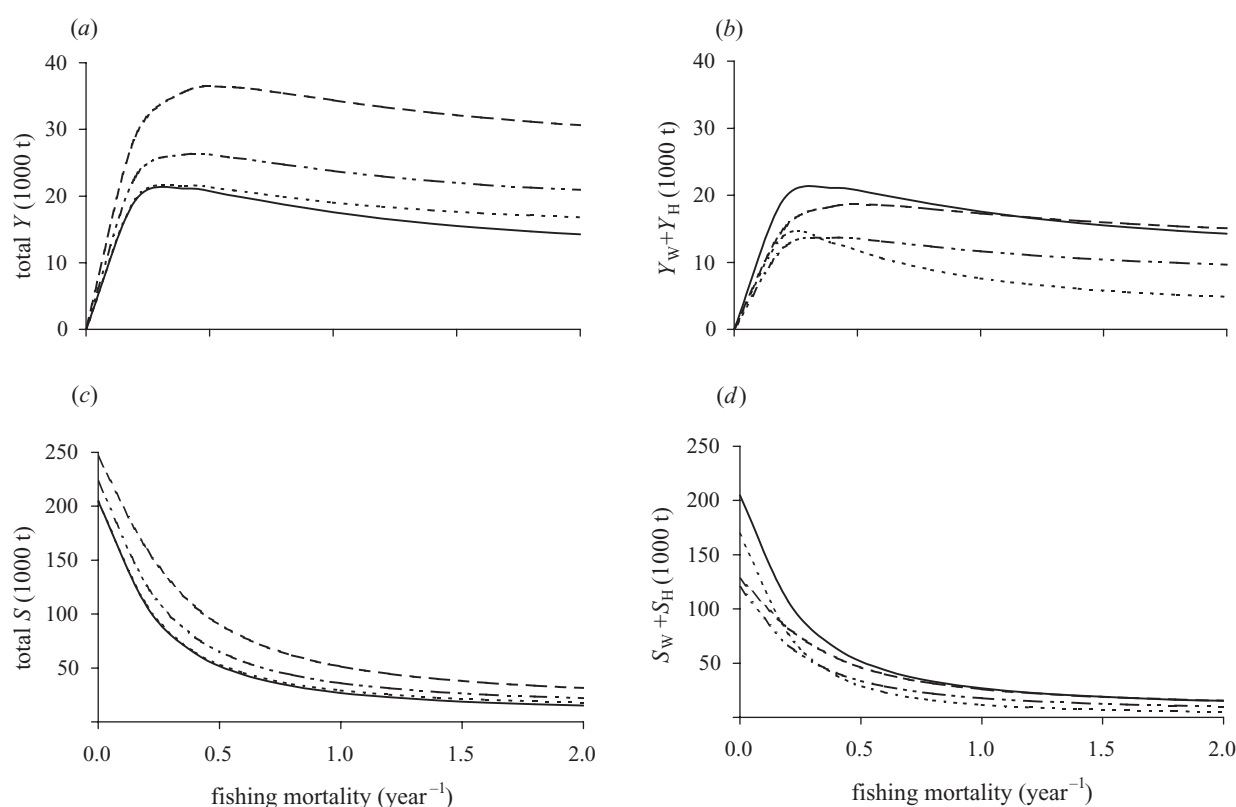 (a)
total Y (1000 t)
40
30
20
10
0
(b)
Y_W+Y_H (1000 t)
40
30
20
10
0
(c)
total S (1000 t)
250
200
150
100
50
0.0 0.5 1.0 1.5 2.0
fishing mortality (year⁻¹)
(d)
S_W+S_H (1000 t)
250
200
150
100
50
0
0.0 0.5 1.0 1.5 2.0
fishing mortality (year⁻¹)